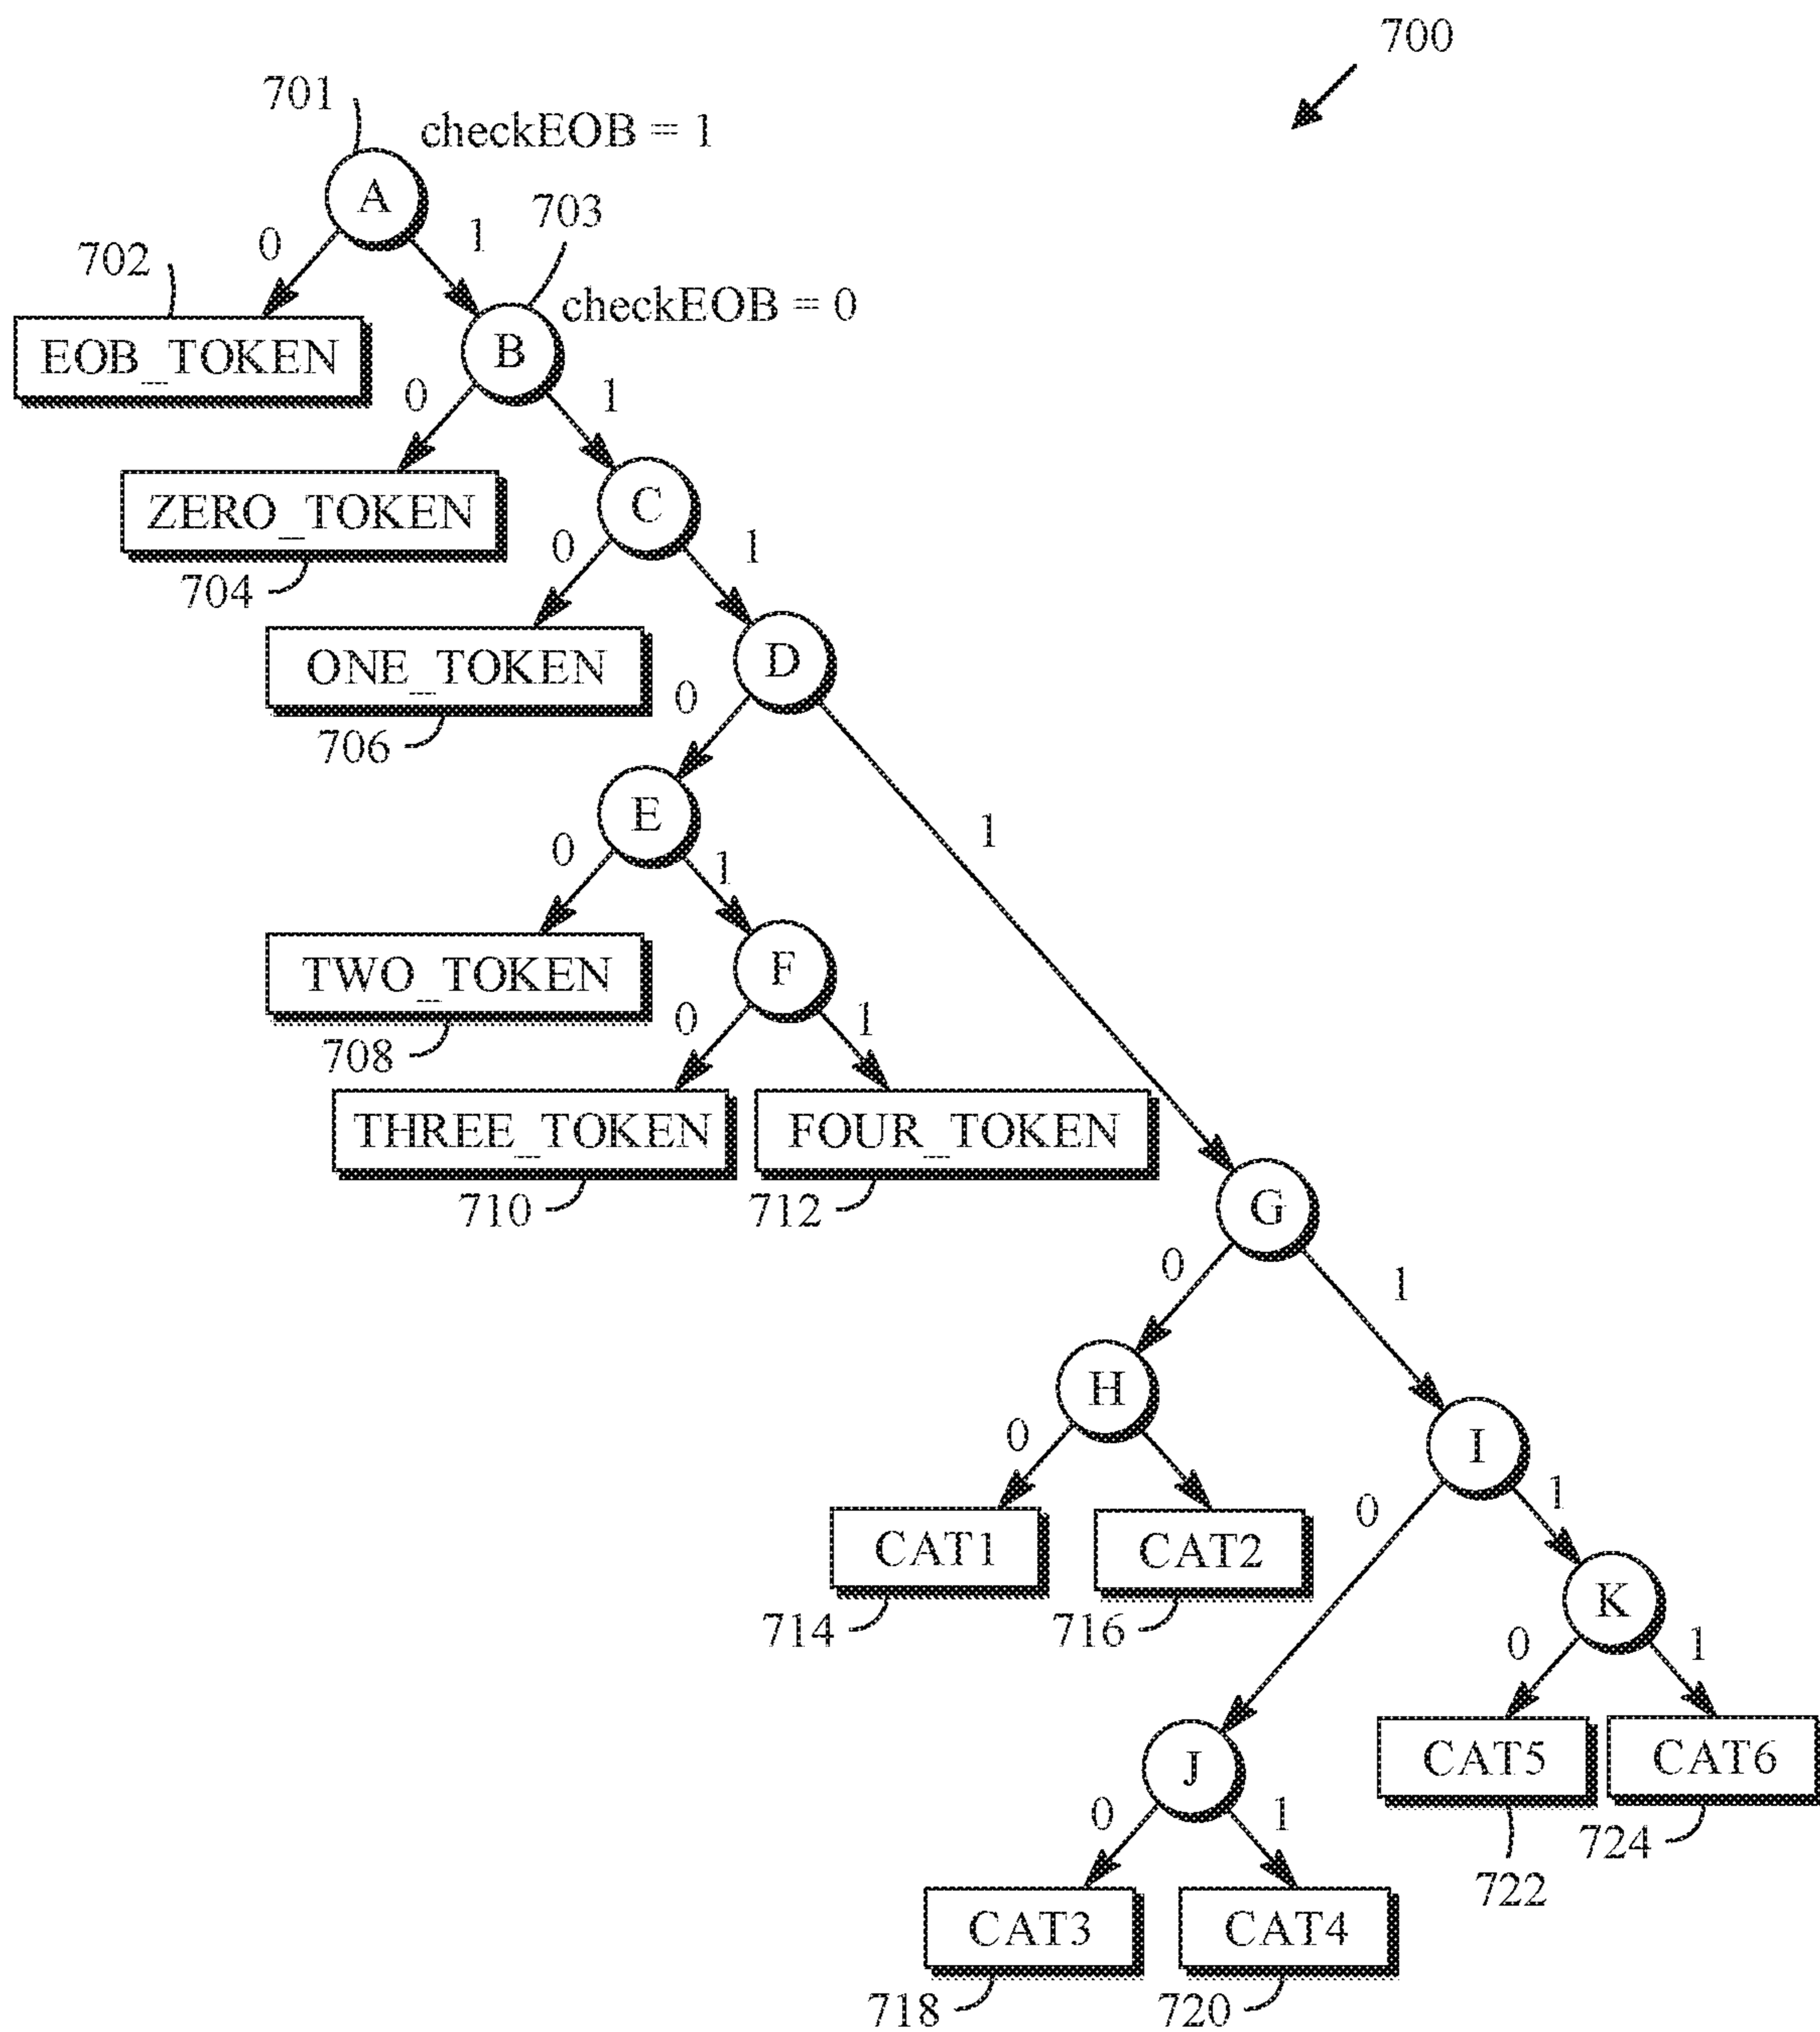 700
701
checkEOB = 1
A
703
0
1
702
checkEOB = 0
EOB_TOKEN
B
0
1
ZERO_TOKEN
C
704
0
1
ONE_TOKEN
D
706
0
E
1
0
1
TWO_TOKEN
F
708
0
1
THREE_TOKEN
FOUR_TOKEN
710
712
G
0
1
H
0
I
0
1
CAT1
CAT2
K
714
716
0
1
J
CAT5
CAT6
0
1
724
722
CAT3
CAT4
718
720